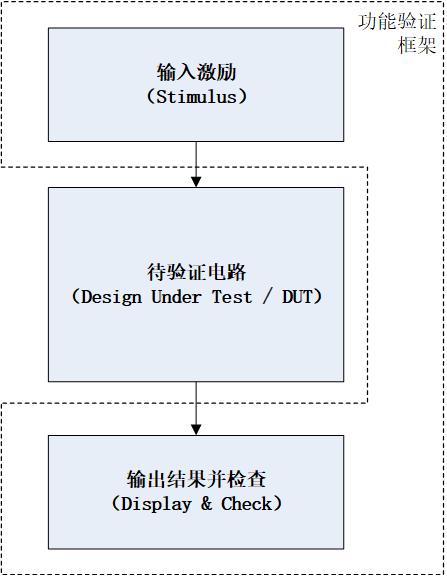 功能验证
框架
输入激励
（Stimulus）
待验证电路
（Design Under Test / DUT）
输出结果并检查
（Display & Check）